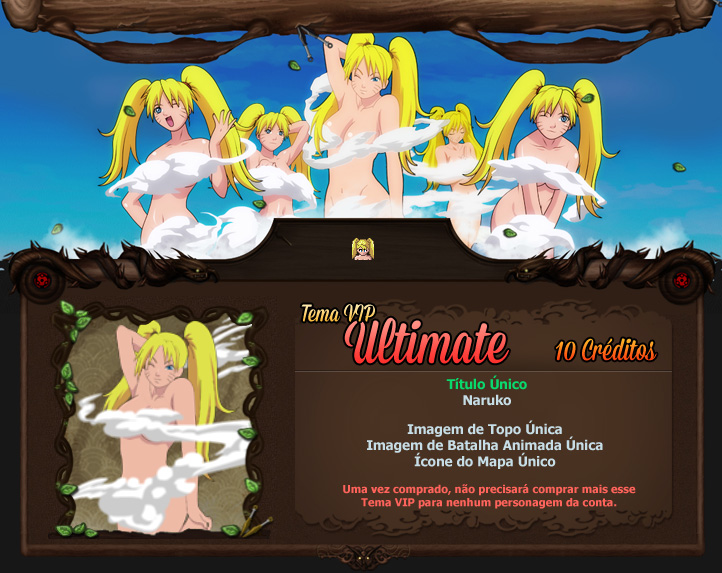 Tema VIP
Ultimate
10 Créditos
Título Único
Naruko
Imagem de Topo Única
Imagem de Batalha Animada Única
Ícone do Mapa Único
Uma vez comprado, não precisará comprar mais esse
Tema VIP para nenhum personagem da conta.